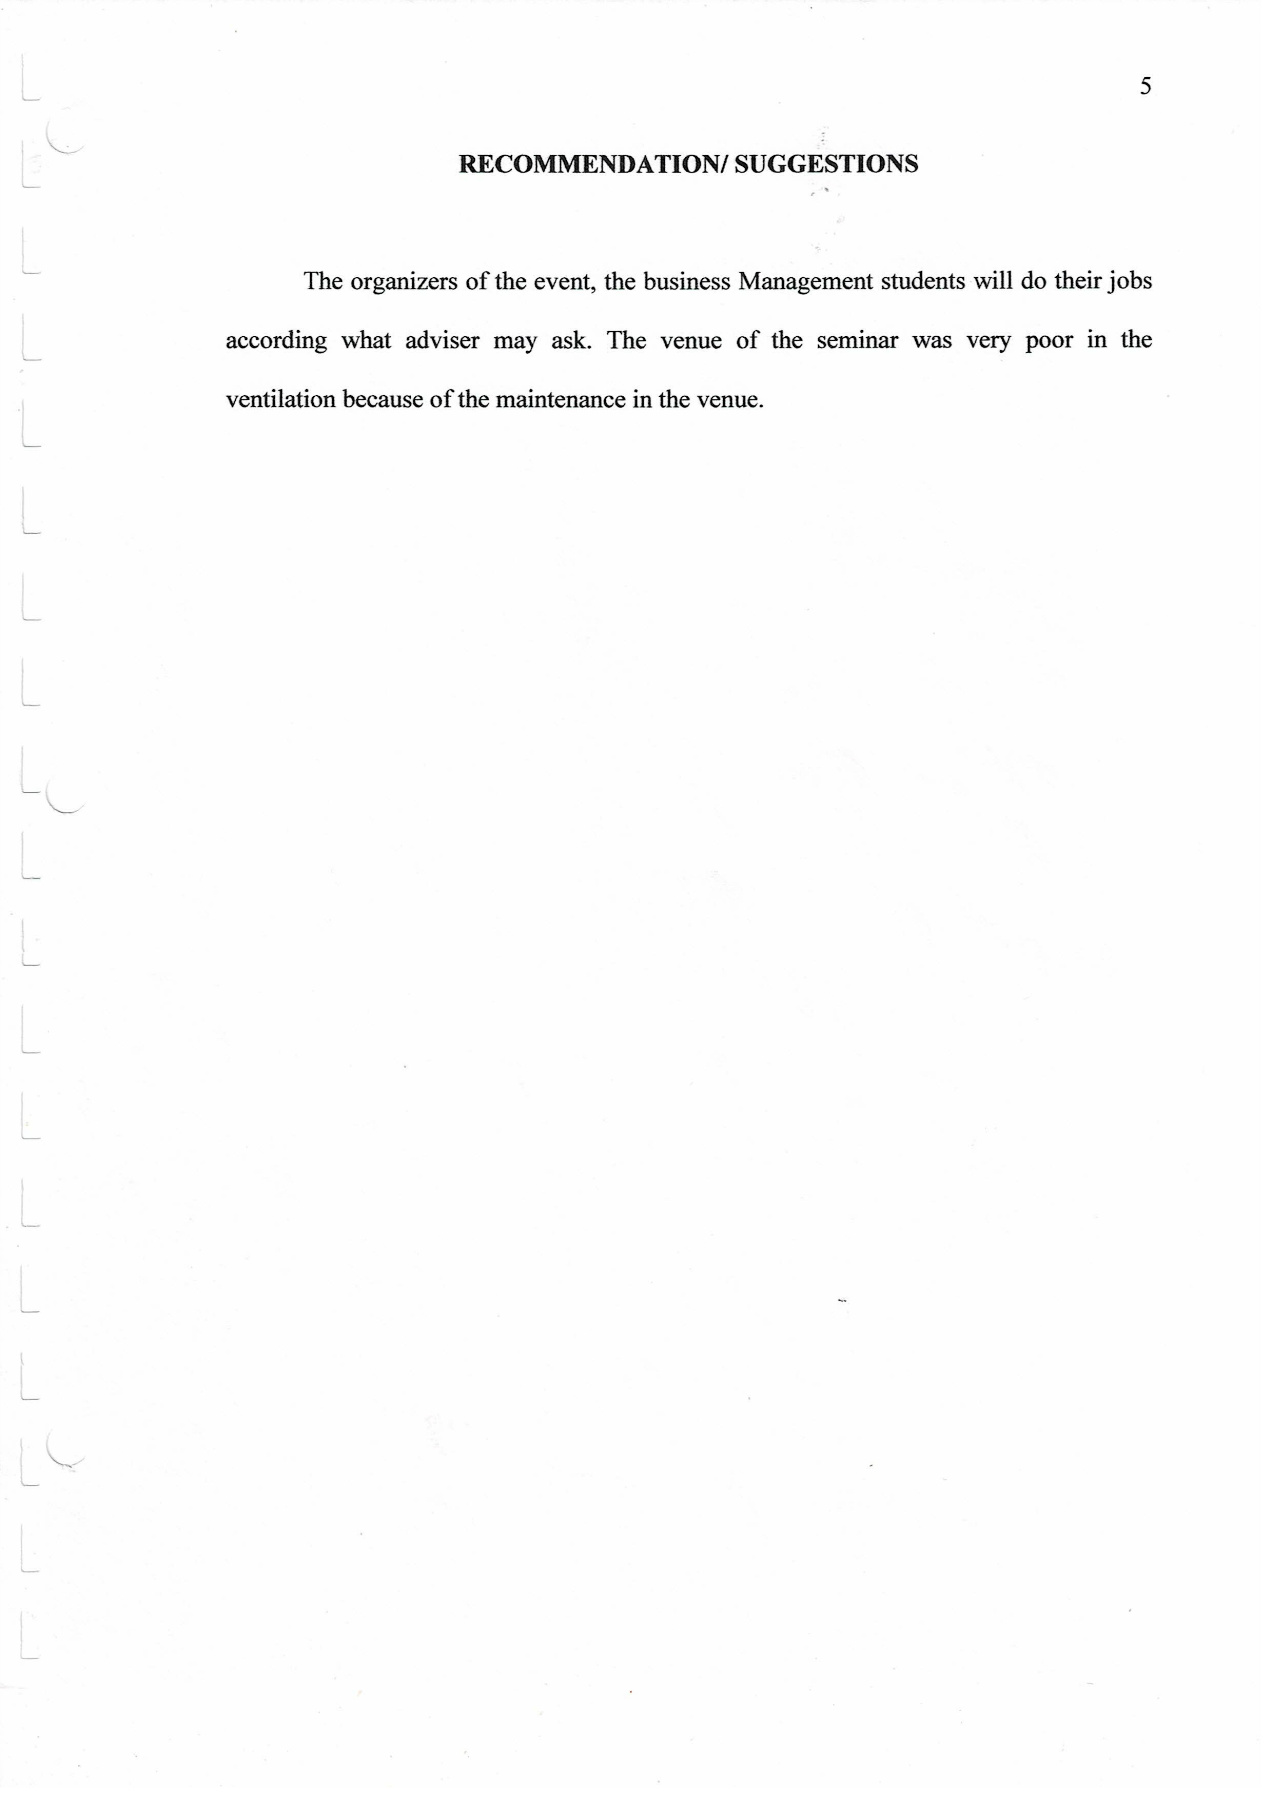 5
RECOMMENDATION/ SUGGESTIONS
The organizers of the event, the business Management students will do their jobs
according what adviser may ask. The venue of the seminar was very poor in the
ventilation because of the maintenance in the venue.